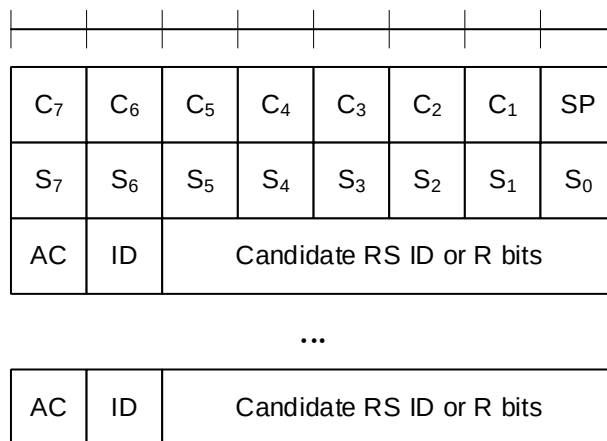 C₇ C₆ C₅ C₄ C₃ C₂ C₁ SP
S₇ S₆ S₅ S₄ S₃ S₂ S₁ S₀
AC ID Candidate RS ID or R bits
...
AC ID Candidate RS ID or R bits